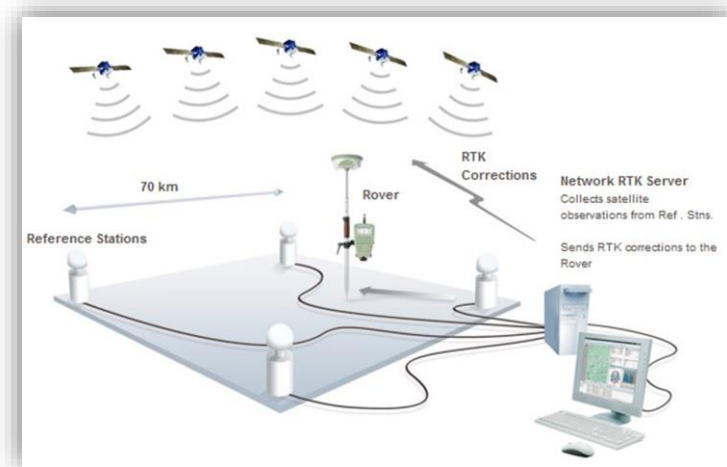 RTK
Corrections
70 km
Rover
Reference Stations
Network RTK Server
Collects satellite
observations from Ref . Stns.
Sends RTK corrections to the
Rover